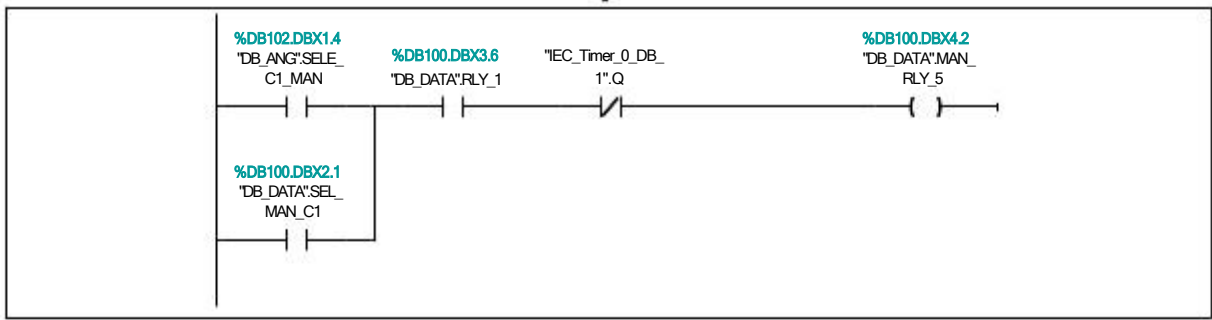 %DB102.DBX1.4
"DB_ANG".SELE_
C1_MAN
%DB100.DBX3.6
"DB_DATA".RLY_1
"IEC_Timer_0_DB_
1".Q
%DB100.DBX4.2
"DB_DATA".MAN_
RLY_5
%DB100.DBX2.1
"DB_DATA".SEL_
MAN_C1